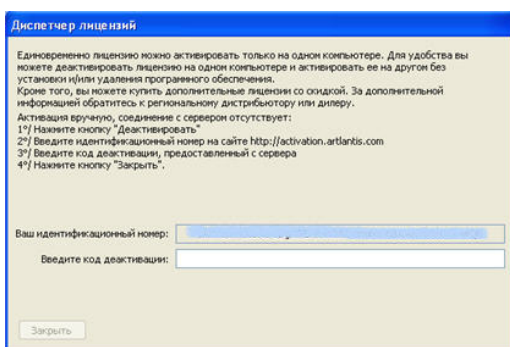 Диспетчер лицензий
Единовременно лицензию можно активировать только на одном компьютере. Для удобства вы
можете деактивировать лицензию на одном компьютере и активировать ее на другом без
установки и/или удаления программного обеспечения.
Кроме того, вы можете купить дополнительные лицензии со скидкой. За дополнительной
информацией обратитесь к региональному дистрибьютору или дилеру.
Активация вручную, соединение с сервером отсутствует:
1°/ Нажмите кнопку "Деактивировать"
2°/ Введите идентификационный номер на сайте http://activation.artlantis.com
3°/ Введите код деактивации, предоставленный с сервера
4°/ Нажмите кнопку "Закрыть".
Ваш идентификационный номер:
Введите код деактивации:
Закрыть